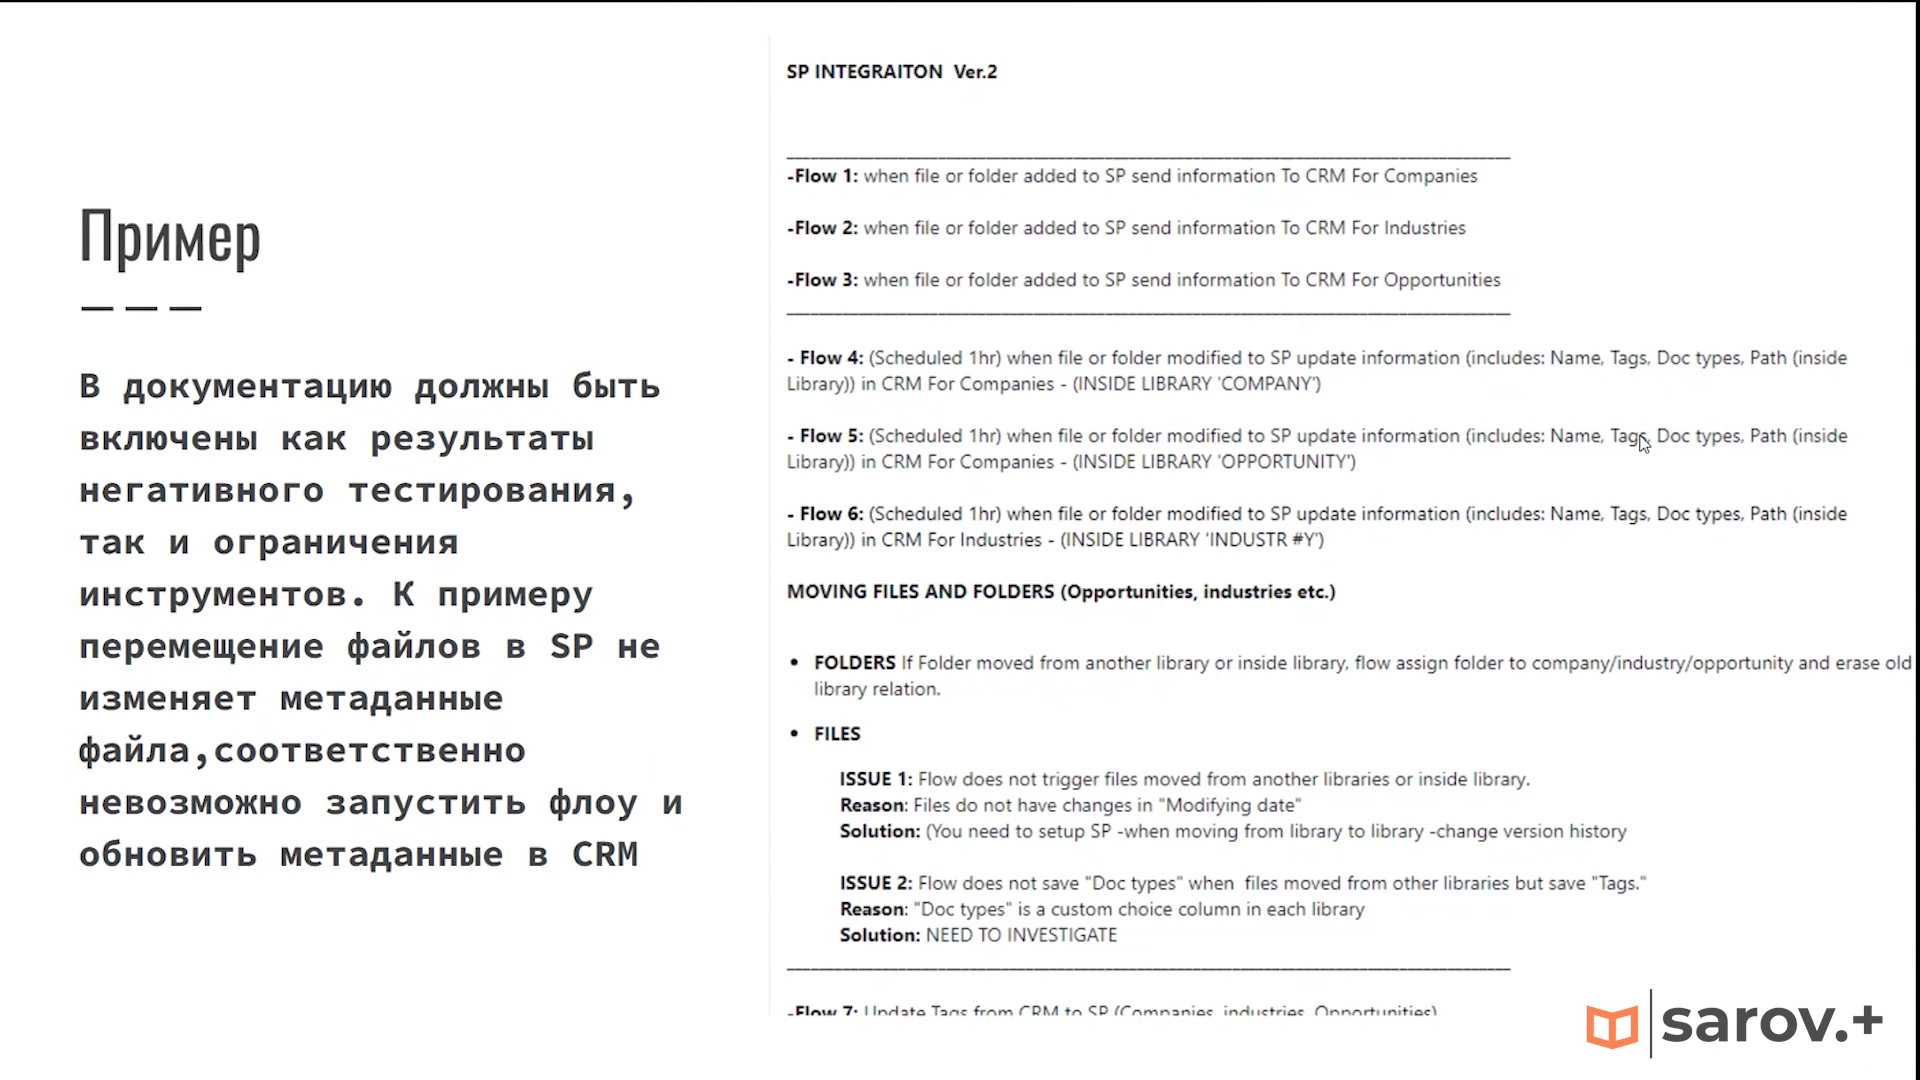 Пример
В документацию должны быть
включены как результаты
негативного тестирования,
так и ограничения
инструментов. К примеру
перемещение файлов в SP не
изменяет метаданные
файла,соответственно
невозможно запустить флоу и
обновить метаданные в CRM
SP INTEGRAITON Ver.2
-Flow 1: when file or folder added to SP send information To CRM For Companies
-Flow 2: when file or folder added to SP send information To CRM For Industries
-Flow 3: when file or folder added to SP send information To CRM For Opportunities
- Flow 4: (Scheduled 1hr) when file or folder modified to SP update information (includes: Name, Tags, Doc types, Path (inside
Library)) in CRM For Companies - (INSIDE LIBRARY 'COMPANY')
- Flow 5: (Scheduled 1hr) when file or folder modified to SP update information (includes: Name, Tags, Doc types, Path (inside
Library)) in CRM For Companies - (INSIDE LIBRARY 'OPPORTUNITY')
- Flow 6: (Scheduled 1hr) when file or folder modified to SP update information (includes: Name, Tags, Doc types, Path (inside
Library)) in CRM For Industries - (INSIDE LIBRARY 'INDUSTR #Y')
MOVING FILES AND FOLDERS (Opportunities, industries etc.)
• FOLDERS If Folder moved from another library or inside library, flow assign folder to company/industry/opportunity and erase old
library relation.
• FILES
ISSUE 1: Flow does not trigger files moved from another libraries or inside library.
Reason: Files do not have changes in "Modifying date"
Solution: (You need to setup SP -when moving from library to library -change version history
ISSUE 2: Flow does not save "Doc types" when files moved from other libraries but save "Tags."
Reason: "Doc types" is a custom choice column in each library
Solution: NEED TO INVESTIGATE
-Flow 7: Update Tags from CRM to SP (Companies, industries, Opportunities)
sarov.+